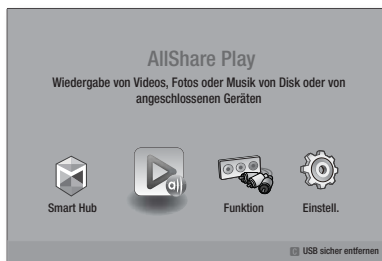 AllShare Play
Wiedergabe von Videos, Fotos oder Musik von Disk oder von
angeschlossenen Geräten
Smart Hub
Funktion
Einstell.
USB sicher entfernen